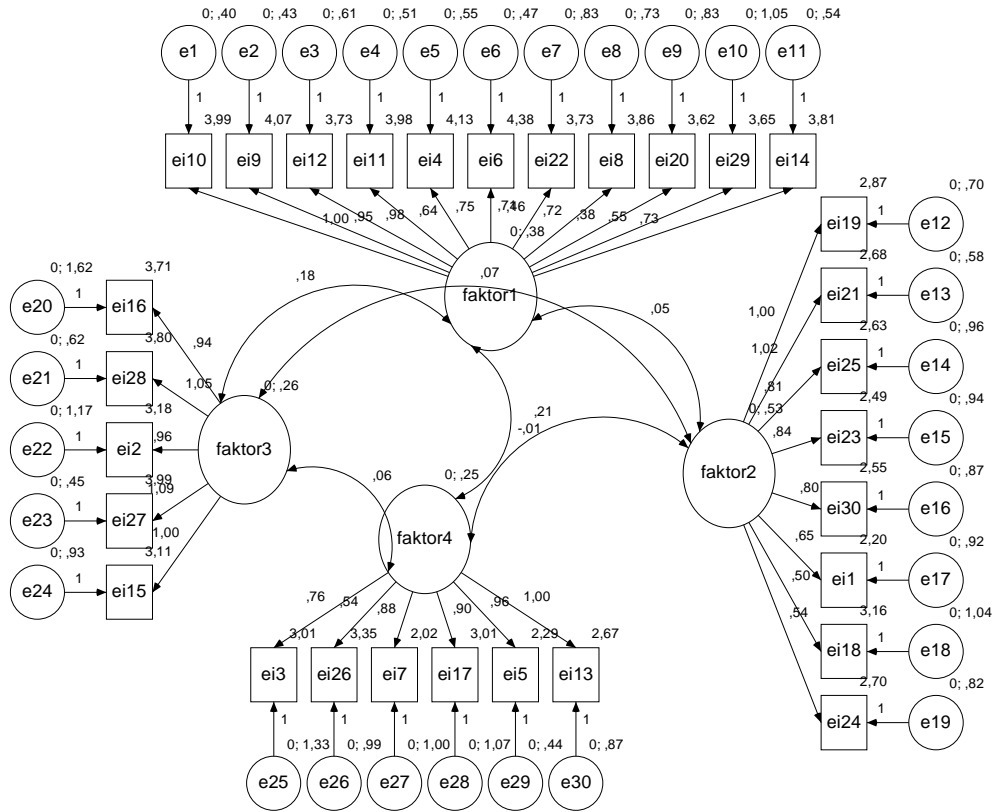 0; ,40 0; ,43 0; ,61 0; ,51 0; ,55 0; ,47 0; ,83 0; ,73 0; ,83 0; 1,05 0; ,54
e1 e2 e3 e4 e5 e6 e7 e8 e9 e10 e11
1 1 1 1 1 1 1 1 1 1 1
3,99 4,07 3,73 3,98 4,13 4,38 3,73 3,86 3,62 3,65 3,81
ei10 ei9 ei12 ei11 ei4 ei6 ei22 ei8 ei20 ei29 ei14
1,00 ,95 ,98 ,64 ,75 ,71 ,46 ,72 ,38 ,55 ,73
0; ,38
faktor1
,18 ,07 ,05
2,87 0; ,70
ei19 1 e12
2,68 0; ,58
ei21 1 e13
2,63 0; ,96
ei25 1 e14
2,49 0; ,94
ei23 1 e15
2,55 0; ,87
ei30 1 e16
2,20 0; ,92
ei1 1 e17
3,16 0; 1,04
ei18 1 e18
2,70 0; ,82
ei24 1 e19
1,00
1,02
,81
0; ,53
,84
,80
,65
,50
,54
faktor2
0; 1,62 3,71
e20 1 ei16
0; ,62 3,80
e21 1 ei28
0; 1,17 3,18
e22 1 ei2
0; ,45 3,99
e23 1 ei27
0; ,93 3,11
e24 1 ei15
,94
1,05
0; ,26
,96
1,09
1,00
faktor3
,21
-,01
,06
0; ,25
faktor4
,76 ,54 ,88 ,90 ,96 1,00
3,01 3,35 2,02 3,01 2,29 2,67
ei3 ei26 ei7 ei17 ei5 ei13
1 1 1 1 1 1
0; 1,33 0; ,99 0; 1,00 0; 1,07 0; ,44 0; ,87
e25 e26 e27 e28 e29 e30